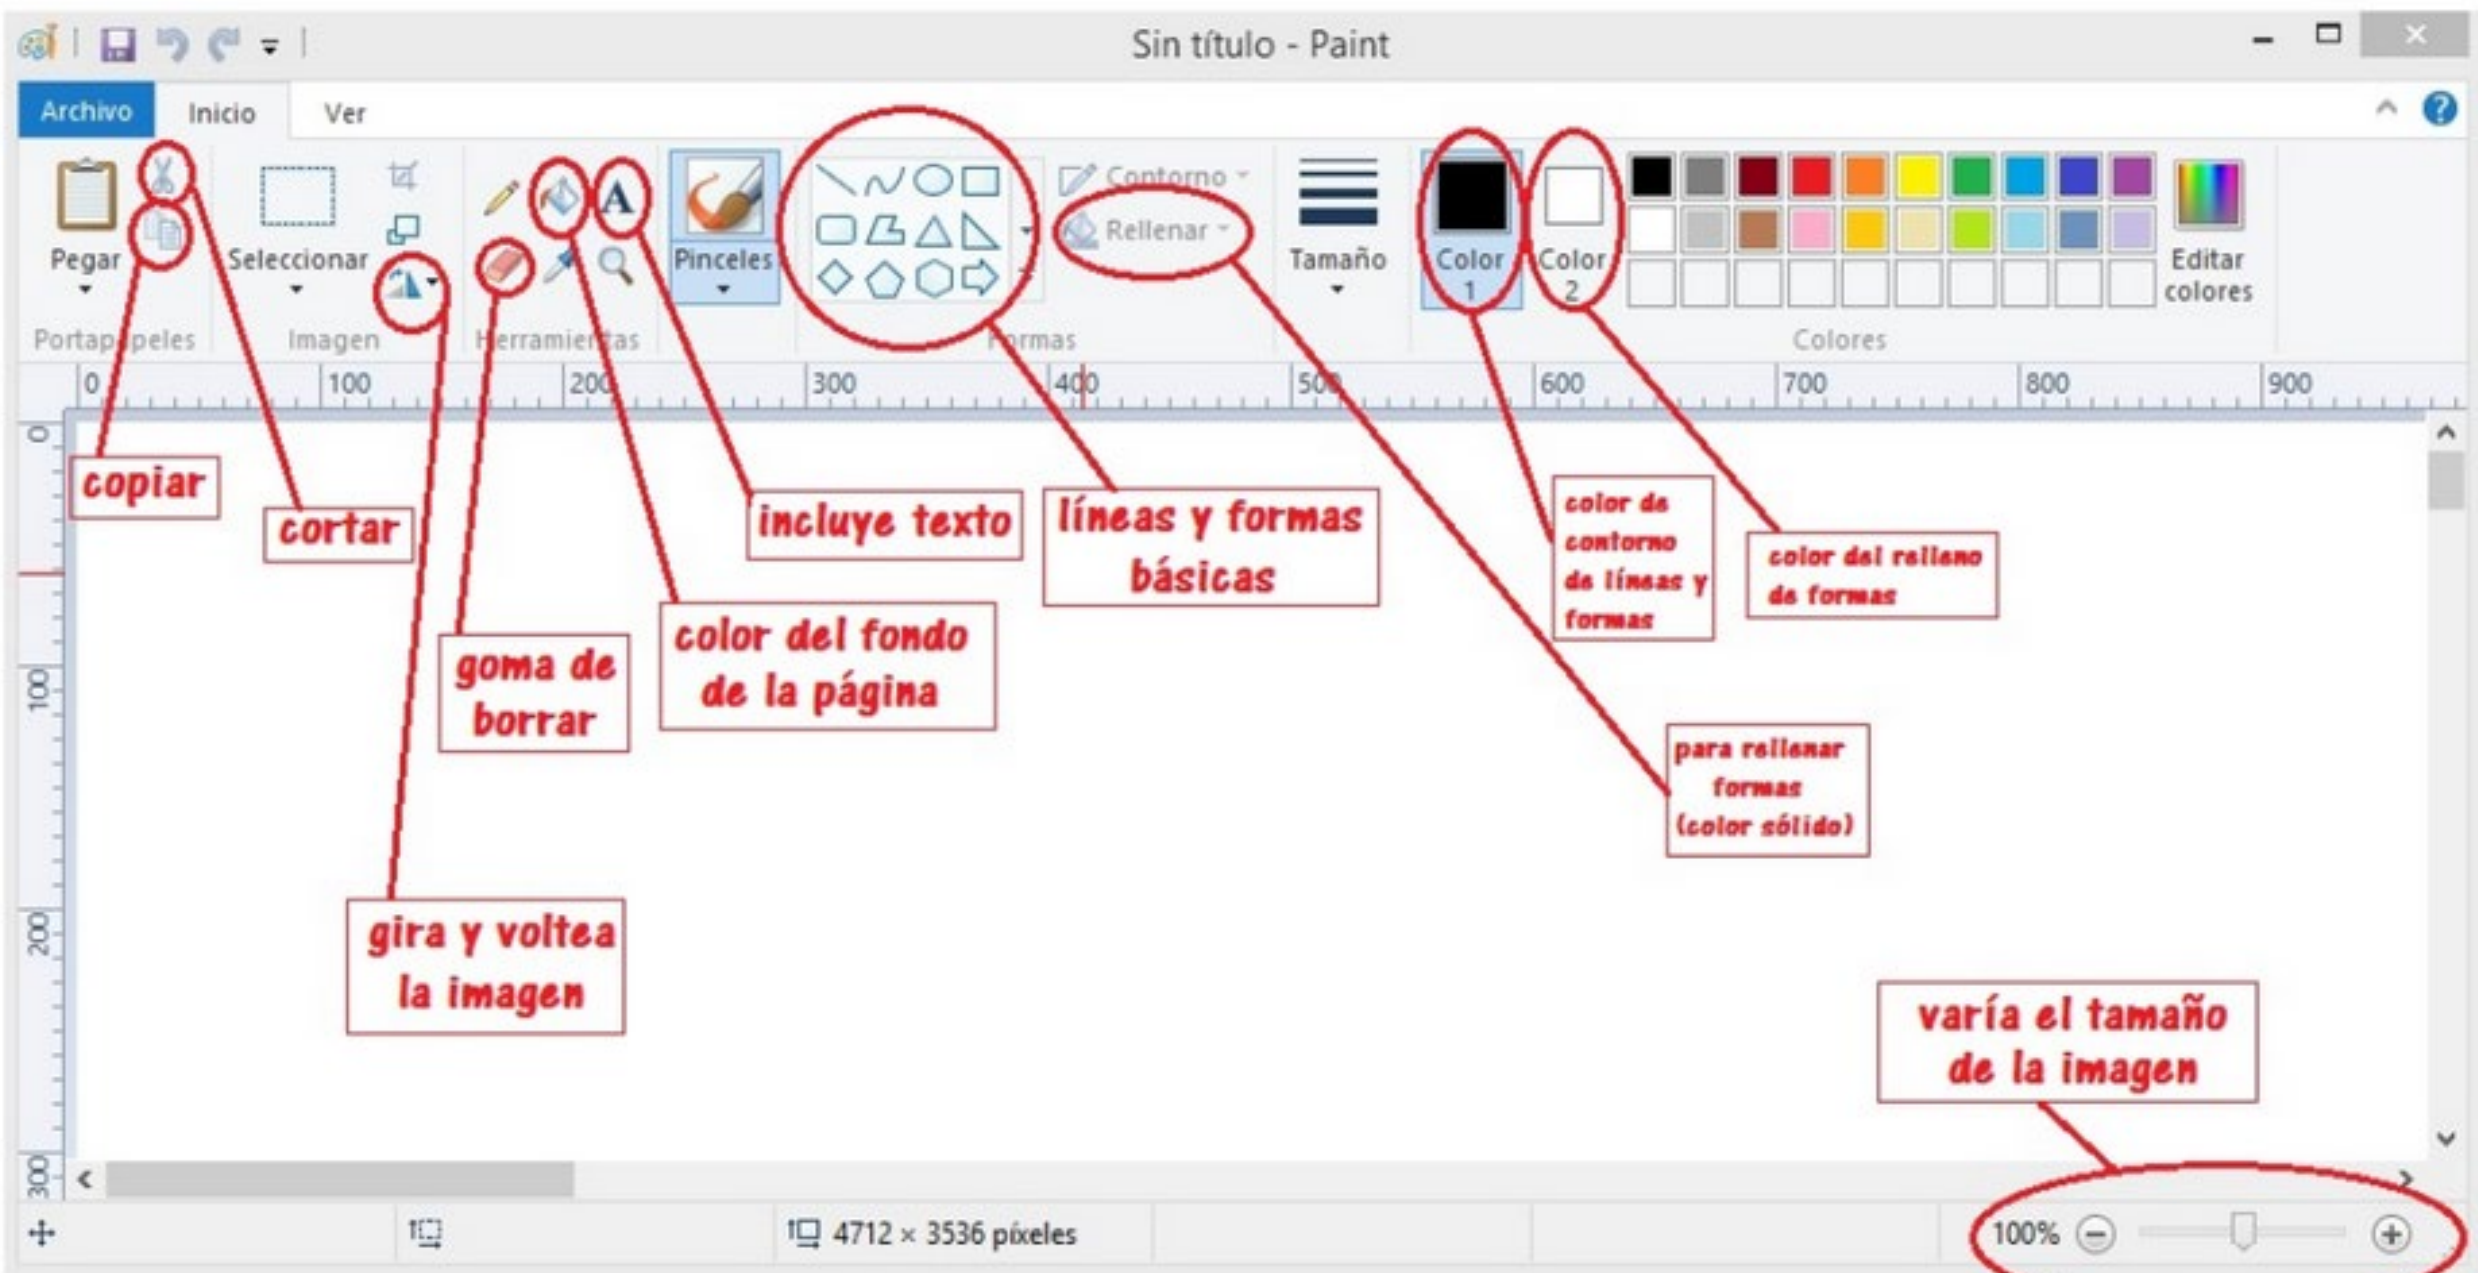 Sin título - Paint
Archivo Inicio Ver
Contorno
Rellenar
Pegar
Seleccionar
Pinceles
Tamaño
Color
1
Color
2
Editar
colores
Portapapeles
Imagen
Herramientas
Formas
Colores
0 100 200 300 400 500 600 700 800 900
0
100
200
300
copiar
cortar
incluye texto
líneas y formas
básicas
color de
contorno
de líneas y
formas
color del relleno
de formas
goma de
borrar
color del fondo
de la página
para rellenar
formas
(color sólido)
gira y voltea
la imagen
varía el tamaño
de la imagen
4712 × 3536 píxeles
100%